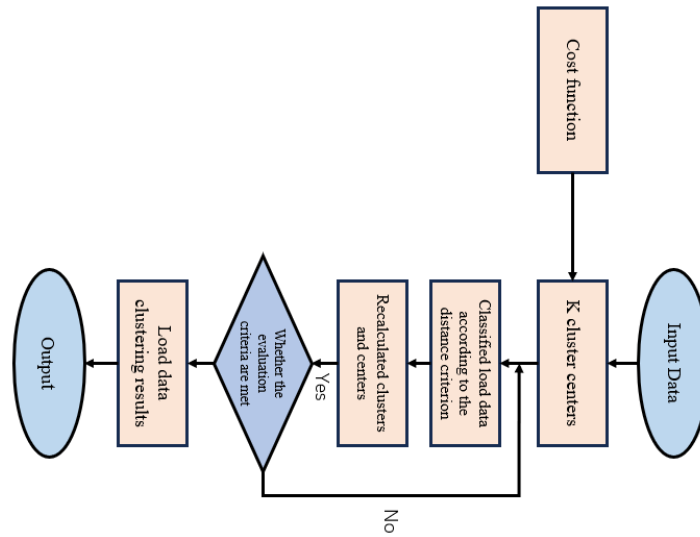 Input Data
Cost function
K cluster centers
Classified load data
according to the
distance criterion
Recalculated clusters
and centers
Yes
Whether the
evaluation
criteria are met
No
Load data
clustering results
Output